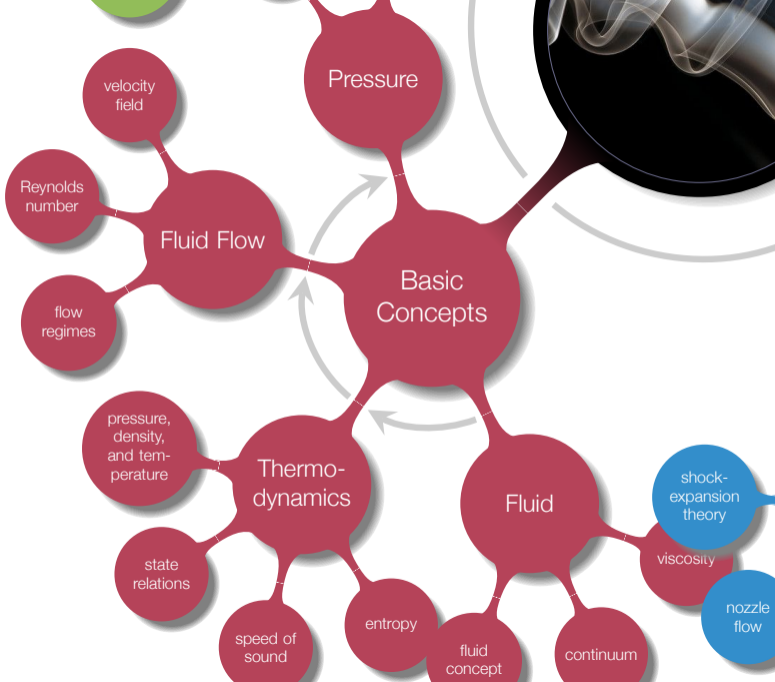 Pressure
velocity
field
Reynolds
number
Fluid Flow
flow
regimes
Basic
Concepts
pressure,
density,
and tem-
perature
Thermo-
dynamics
state
relations
speed of
sound
entropy
Fluid
fluid
concept
continuum
viscosity
shock-
expansion
theory
nozzle
flow